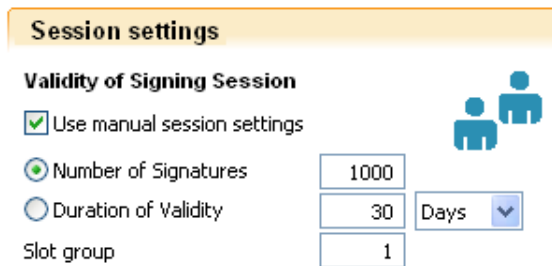 Session settings
Validity of Signing Session
Use manual session settings
Number of Signatures 1000
Duration of Validity 30 Days
Slot group 1